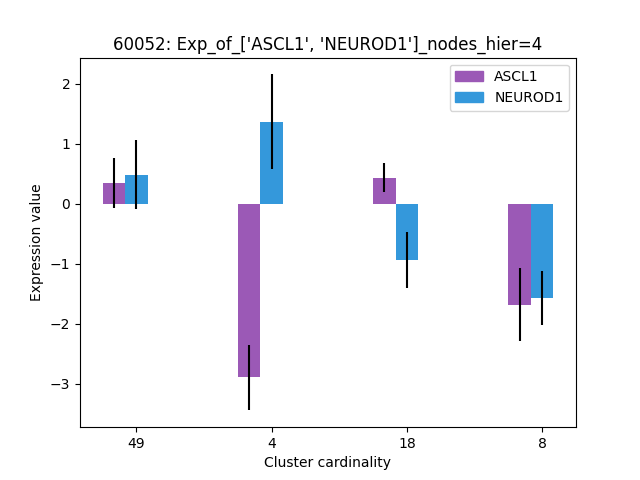 60052: Exp_of_['ASCL1', 'NEUROD1']_nodes_hier=4
ASCL1
NEUROD1
2
1
0
−1
−2
−3
Expression value
49 4 18 8
Cluster cardinality